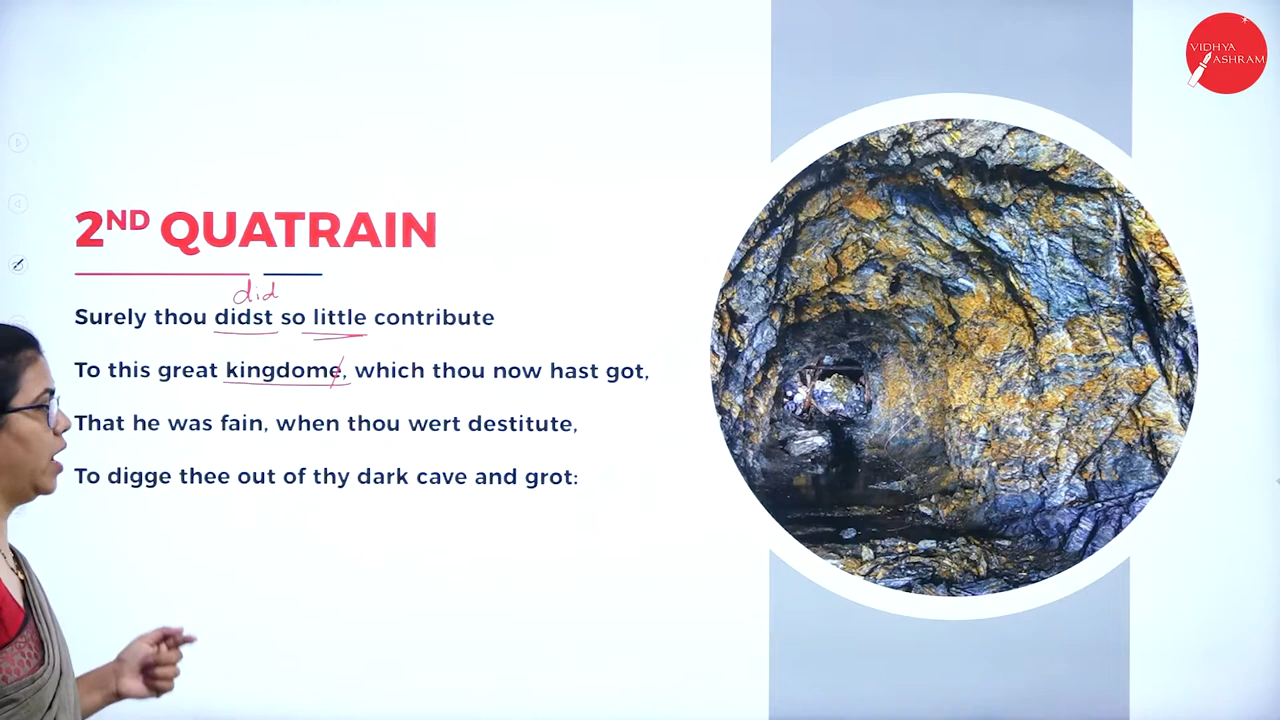 VIDHYA
ASHRAM
2ND QUATRAIN
did
Surely thou didst so little contribute
To this great kingdome, which thou now hast got,
That he was fain, when thou wert destitute,
To digge thee out of thy dark cave and grot: